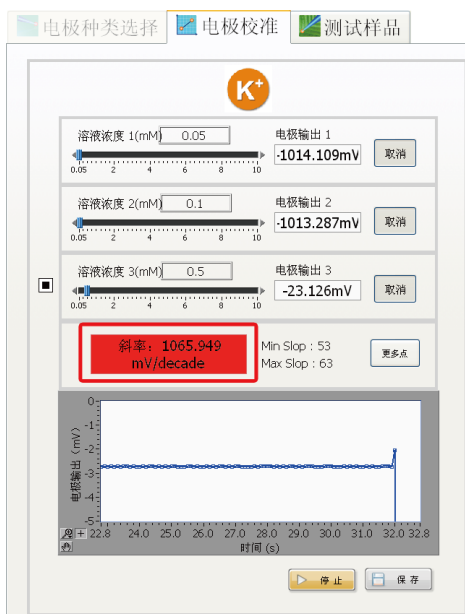 电极种类选择 电极校准 测试样品
K+
溶液浓度 1(mM) 0.05 电极输出 1
-1014.109mV 取消
0.05 2 4 6 8 10
溶液浓度 2(mM) 0.1 电极输出 2
-1013.287mV 取消
0.05 2 4 6 8 10
溶液浓度 3(mM) 0.5 电极输出 3
-23.126mV 取消
0.05 2 4 6 8 10
斜率：1065.949 Min Slop : 53 更多点
mV/decade Max Slop : 63
电极输出 (mV)
0
-1
-2
-3
-4
-5
22.8 24.0 25.0 26.0 27.0 28.0 29.0 30.0 31.0 32.0 32.8
时间 (s)
停止 保存